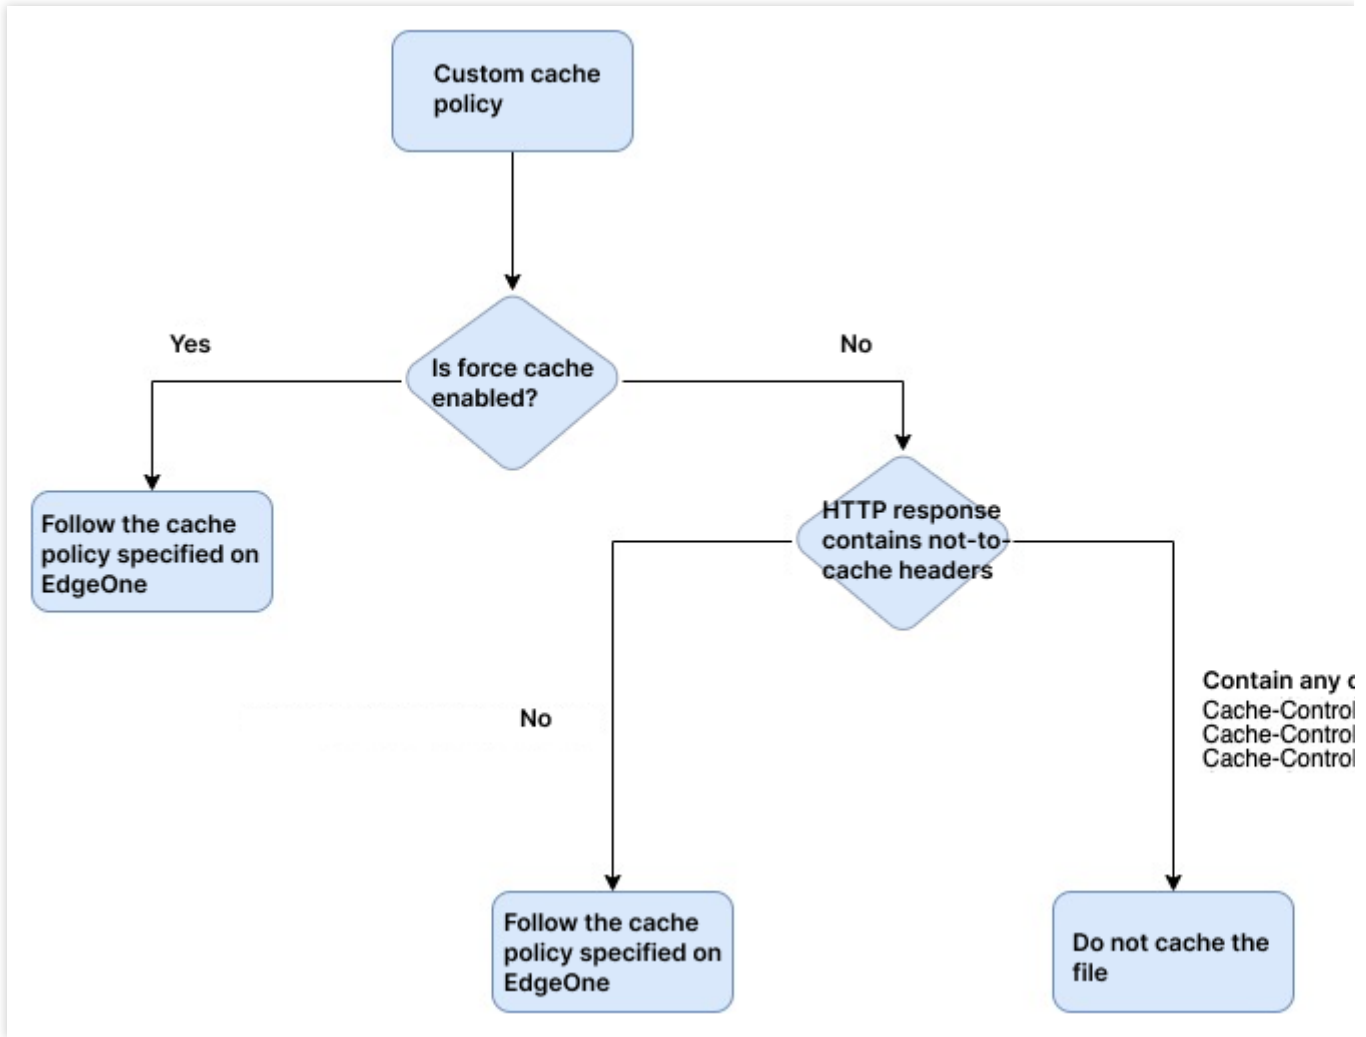 Custom cache
policy
Yes
No
Is force cache
enabled?
Follow the cache
policy specified on
EdgeOne
HTTP response
contains not-to-
cache headers
No
Contain any
Cache-Control
Cache-Control
Cache-Control
Follow the cache
policy specified on
EdgeOne
Do not cache the
file